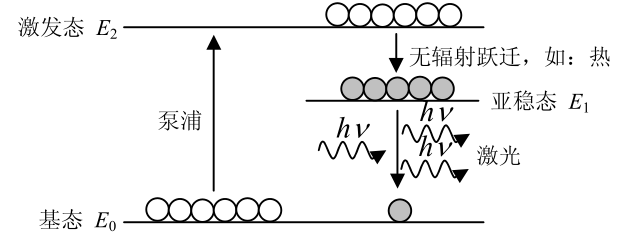 激发态 E₂
无辐射跃迁，如：热
亚稳态 E₁
泵浦
hν
hν
hν
激光
基态 E₀